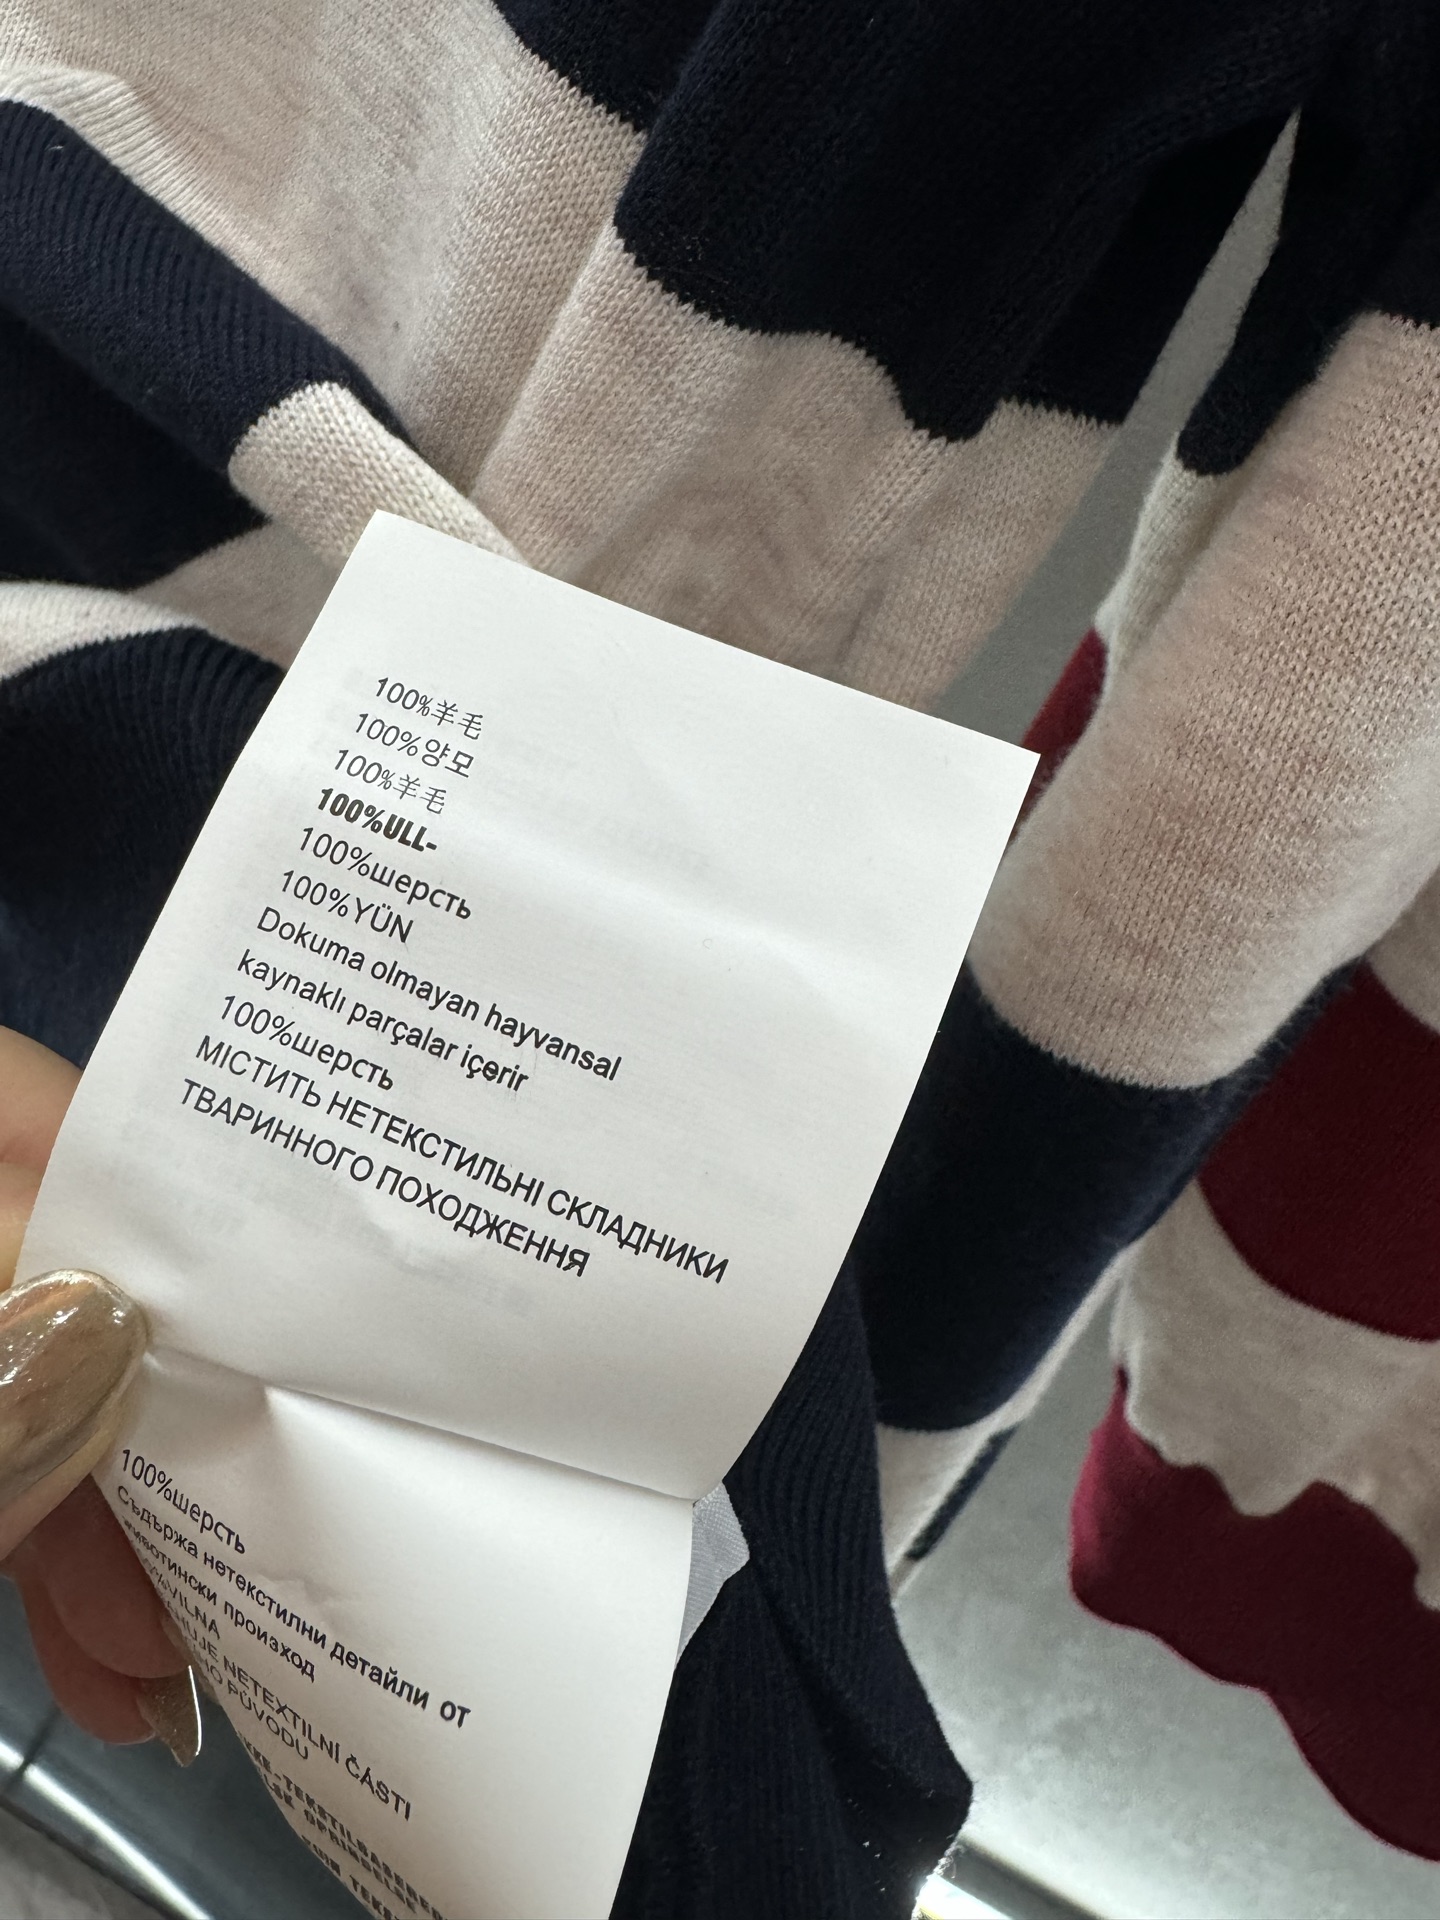 100%羊毛
100%양모
100%羊毛
100%ULL-
100%шерсть
100%YÜN
Dokuma olmayan hayvansal
kaynaklı parçalar içerir
100%шерсть
МІСТИТЬ НЕТЕКСТИЛЬНІ СКЛАДНИКИ
ТВАРИННОГО ПОХОДЖЕННЯ
100%шерсть
Съдържа нетекстилни детайли от
животински произход
VILNA
NETEXTILNÍ ČÁSTI
PŮVODU